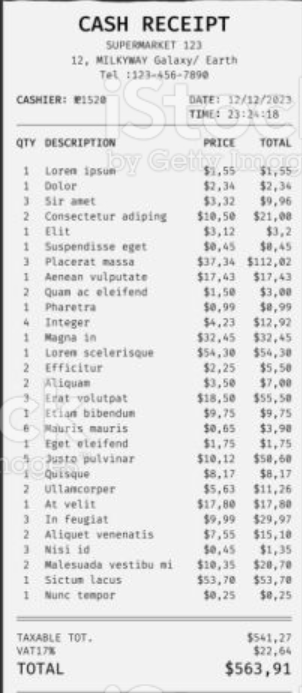 CASH RECEIPT
SUPERMARKET 123
12, MILKYWAY Galaxy/ Earth
Tel :123-456-7890
CASHIER: №1520 DATE: 12/12/2023
TIME: 23:24:18
QTY DESCRIPTION PRICE TOTAL
1 Lorem ipsum $1,55 $1,55
1 Dolor $2,34 $2,34
3 Sir amet $3,32 $9,96
2 Consectetur adiping $10,50 $21,00
1 Elit $3,12 $3,2
1 Suspendisse eget $0,45 $0,45
3 Placerat massa $37,34 $112,02
1 Aenean vulputate $17,43 $17,43
2 Quam ac eleifend $1,50 $3,00
1 Pharetra $0,99 $0,99
4 Integer $4,23 $12,92
1 Magna in $32,45 $32,45
1 Lorem scelerisque $54,30 $54,30
2 Efficitur $2,25 $5,50
2 Aliquam $3,50 $7,00
3 Erat volutpat $18,50 $55,50
1 Etiam bibendum $9,75 $9,75
6 Mauris mauris $0,65 $3,90
1 Eget eleifend $1,75 $1,75
5 Justo pulvinar $10,12 $50,60
1 Quisque $8,17 $8,17
2 Ullamcorper $5,63 $11,26
1 At velit $17,80 $17,80
3 In feugiat $9,99 $29,97
2 Aliquet venenatis $7,55 $15,10
3 Nisi id $0,45 $1,35
2 Malesuada vestibu mi $10,35 $20,70
1 Sictum lacus $53,70 $53,70
1 Nunc tempor $0,25 $0,25
TAXABLE TOT. $541,27
VAT17% $22,64
TOTAL $563,91
iStock
by Getty Images